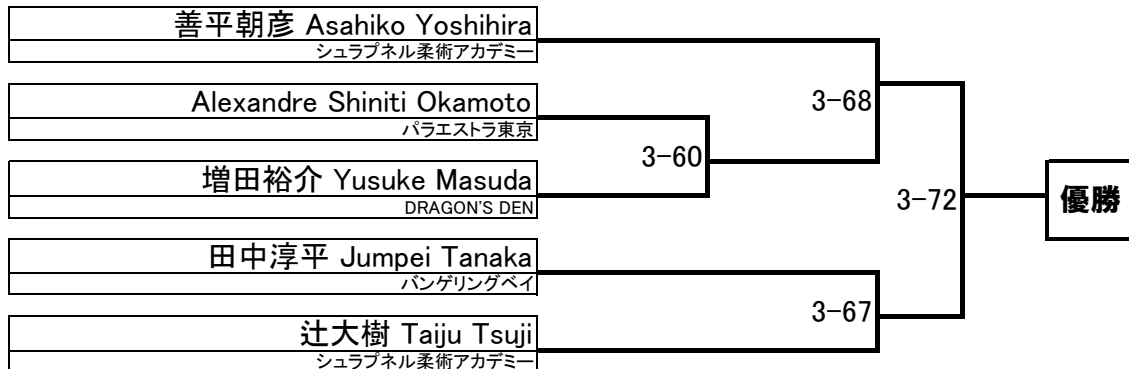 善平朝彦 Asahiko Yoshihira
シュラプネル柔術アカデミー
Alexandre Shiniti Okamoto
パラエストラ東京
増田裕介 Yusuke Masuda
DRAGON'S DEN
田中淳平 Jumpei Tanaka
バンゲリングベイ
辻大樹 Taiju Tsuji
シュラプネル柔術アカデミー
3-60
3-68
3-67
3-72
優勝